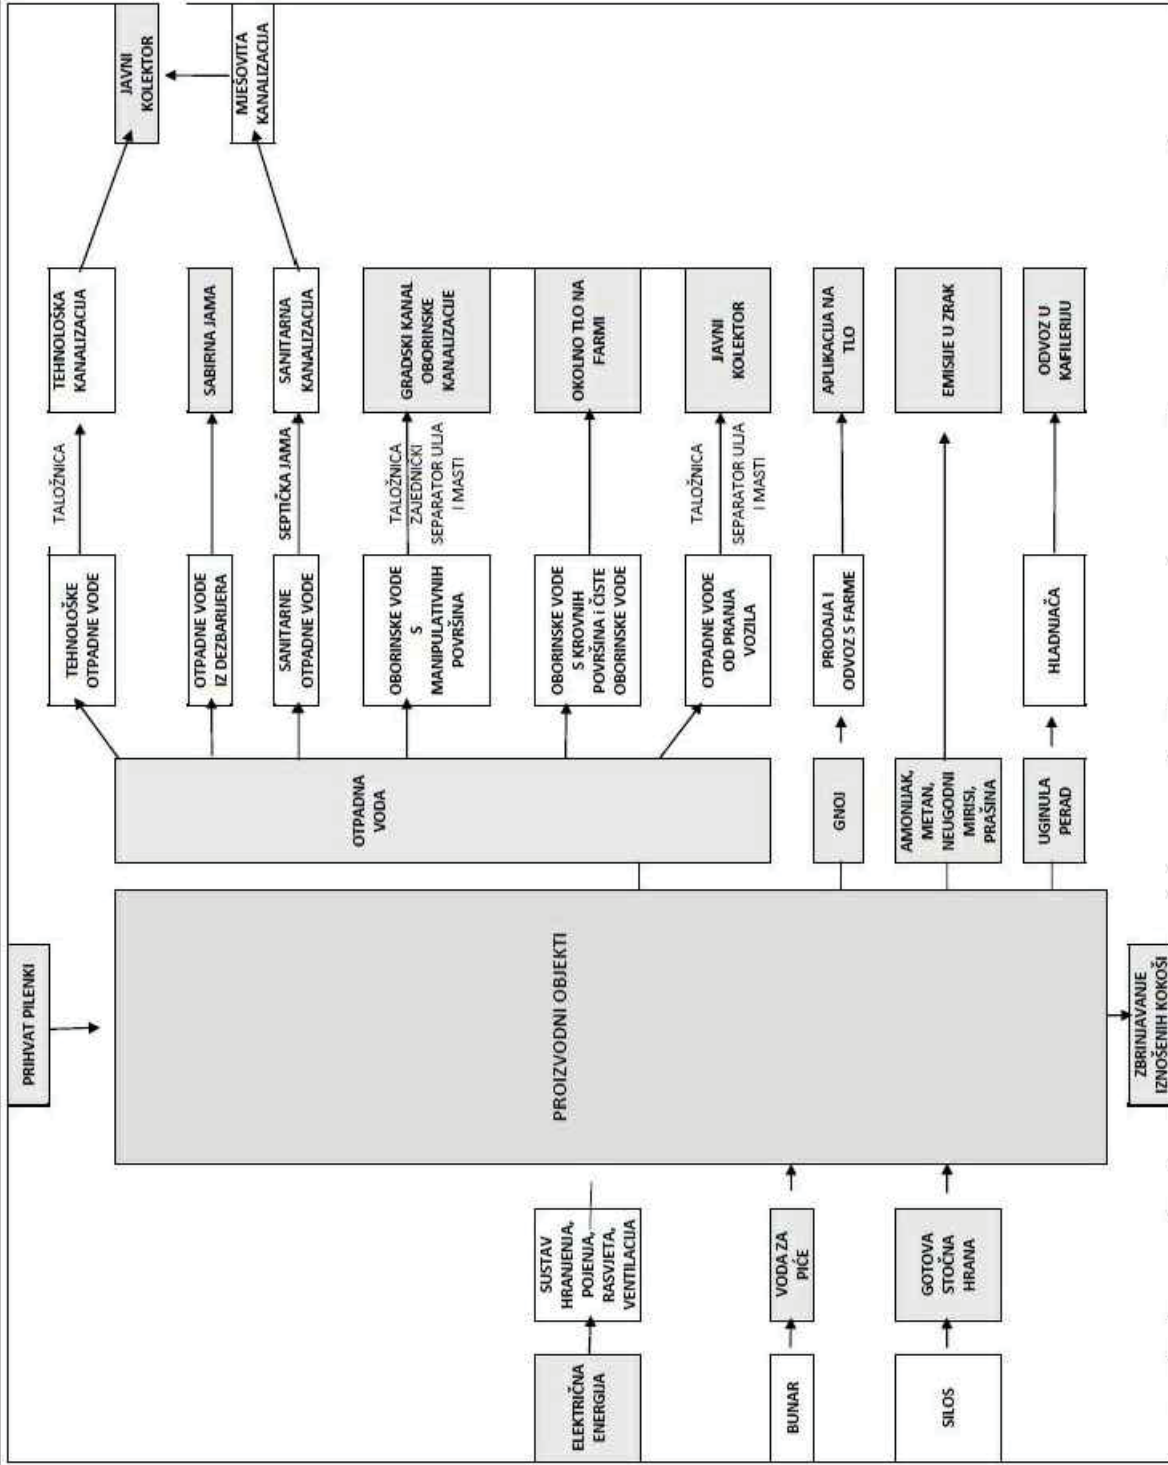 PRIHVAT PILENKI
ELEKTRIČNA
ENERGIJA
BUNAR
SILOS
SUSTAV
HRANJENJA,
POJENJA,
RASVJETA,
VENTILACIJA
VODA ZA
PIĆE
GOTOVA
STOČNA
HRANA
PROIZVODNI OBJEKTI
ZBRINJAVANJE
IZNOŠENIH KOKOŠI
OTPADNA
VODA
GNOJ
AMONIJAK,
METAN,
NEUGODNI
MIRISI,
PRAŠINA
UGINULA
PERAD
TEHNOLOŠKE
OTPADNE VODE
OTPADNE VODE
IZ DEZBARIJERA
SANITARNE
OTPADNE VODE
OBORINSKE VODE
S
MANIPULATIVNIH
POVRŠINA
OBORINSKE VODE
S KROVNIH
POVRŠINA i ČISTE
OBORINSKE VODE
OTPADNE VODE
OD PRANJA
VOZILA
PRODAJA I
ODVOZ S FARME
HLADNJAČA
TALOŽNICA
SEPTIČKA JAMA
TALOŽNICA
ZAJEDNIČKI
SEPARATOR ULJA
I MASTI
TALOŽNICA
SEPARATOR ULJA
I MASTI
TEHNOLOŠKA
KANALIZACIJA
SABIRNA JAMA
SANITARNA
KANALIZACIJA
GRADSKI KANAL
OBORINSKE
KANALIZACIJE
OKOLNO TLO NA
FARMI
JAVNI
KOLEKTOR
APLIKACIJA NA
TLO
EMISIJE U ZRAK
ODVOZ U
KAFILERIJU
JAVNI
KOLEKTOR
MJEŠOVITA
KANALIZACIJA